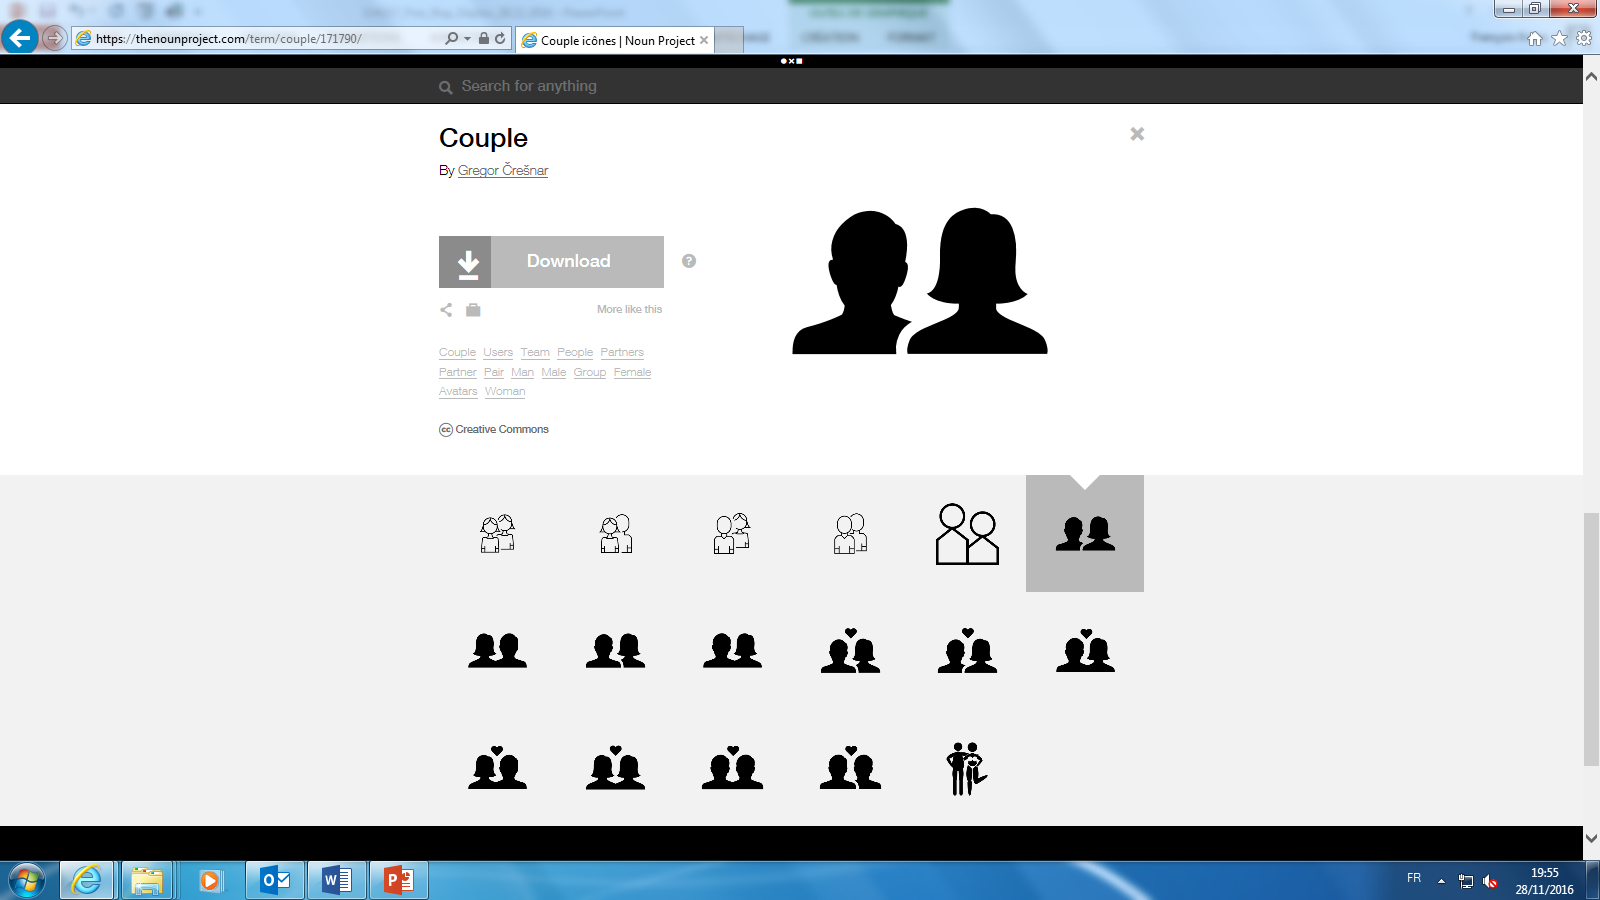 https://thenounproject.com/term/couple/171790/
Couple icônes | Noun Project
Search for anything
Couple
By Gregor Črešnar
Download
?
More like this
Couple Users Team People Partners
Partner Pair Man Male Group Female
Avatars Woman
cc Creative Commons
FR
19:55
28/11/2016